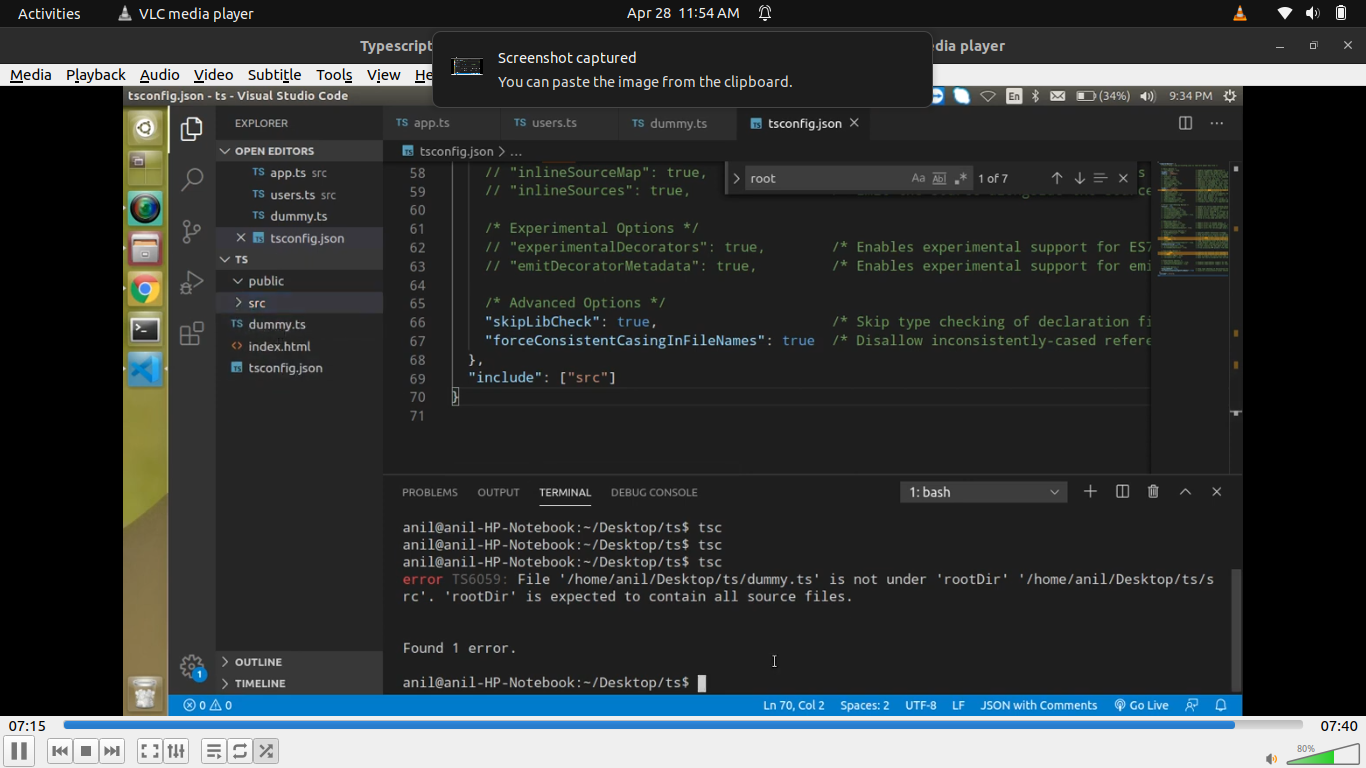 Activities VLC media player Apr 28 11:54 AM
Typescript edia player
Screenshot captured
You can paste the image from the clipboard.
Media Playback Audio Video Subtitle Tools View He
tsconfig.json - ts - Visual Studio Code En (34%) 9:34 PM
EXPLORER
OPEN EDITORS
TS app.ts src
TS users.ts src
TS dummy.ts
tsconfig.json
TS
public
src
TS dummy.ts
<> index.html
tsconfig.json
OUTLINE
TIMELINE
TS app.ts TS users.ts TS dummy.ts tsconfig.json
tsconfig.json > ...
root Aa Ab| .* 1 of 7
58 // "inlineSourceMap": true,
59 // "inlineSources": true,
60
61 /* Experimental Options */
62 // "experimentalDecorators": true, /* Enables experimental support for ES7
63 // "emitDecoratorMetadata": true, /* Enables experimental support for emi
64
65 /* Advanced Options */
66 "skipLibCheck": true, /* Skip type checking of declaration fi
67 "forceConsistentCasingInFileNames": true /* Disallow inconsistently-cased refere
68 },
69 "include": ["src"]
70 }
71
PROBLEMS OUTPUT TERMINAL DEBUG CONSOLE 1: bash
anil@anil-HP-Notebook:~/Desktop/ts$ tsc
anil@anil-HP-Notebook:~/Desktop/ts$ tsc
anil@anil-HP-Notebook:~/Desktop/ts$ tsc
error TS6059: File '/home/anil/Desktop/ts/dummy.ts' is not under 'rootDir' '/home/anil/Desktop/ts/s
rc'. 'rootDir' is expected to contain all source files.
Found 1 error.
anil@anil-HP-Notebook:~/Desktop/ts$
1
0 0 Ln 70, Col 2 Spaces: 2 UTF-8 LF JSON with Comments Go Live
07:15 07:40
80%